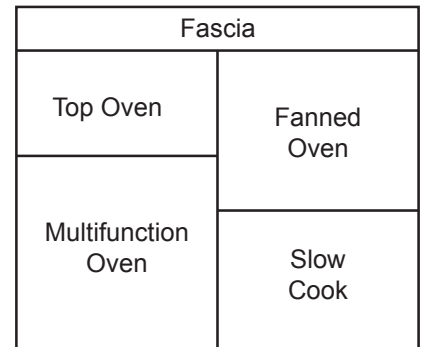 Fascia
Top Oven
Fanned
Oven
Multifunction
Oven
Slow
Cook